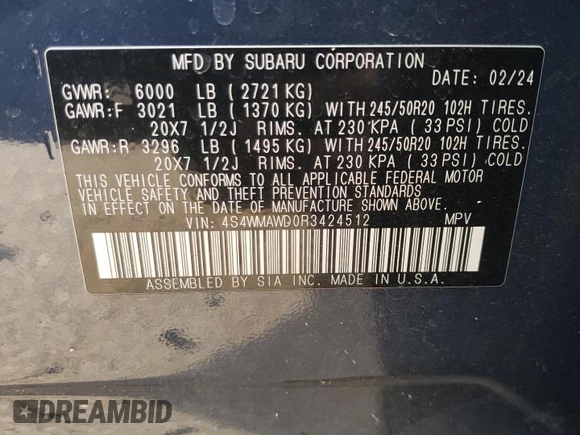 MFD BY SUBARU CORPORATION
DATE: 02/24
GVWR: 6000 LB (2721 KG)
GAWR:F 3021 LB (1370 KG) WITH 245/50R20 102H TIRES.
20X7 1/2J RIMS. AT 230 KPA (33 PSI) COLD
GAWR:R 3296 LB (1495 KG) WITH 245/50R20 102H TIRES.
20X7 1/2J RIMS. AT 230 KPA (33 PSI) COLD
THIS VEHICLE CONFORMS TO ALL APPLICABLE FEDERAL MOTOR
VEHICLE SAFETY AND THEFT PREVENTION STANDARDS
IN EFFECT ON THE DATE OF MANUFACTURE SHOWN ABOVE.
VIN: 4S4WMAWD0R3424512 MPV
ASSEMBLED BY SIA INC. MADE IN U.S.A.
DREAMBID